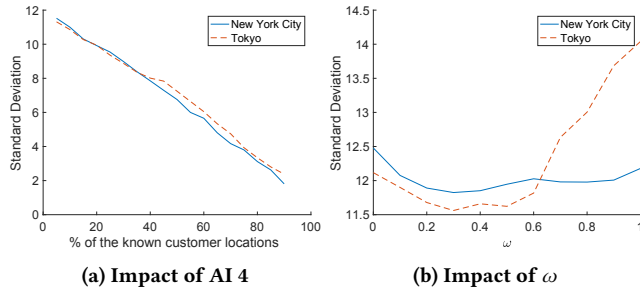 12
10
8
6
4
2
0
Standard Deviation
New York City
Tokyo
0 20 40 60 80 100
% of the known customer locations
(a) Impact of AI 4
14.5
14
13.5
13
12.5
12
11.5
Standard Deviation
New York City
Tokyo
0 0.2 0.4 0.6 0.8 1
ω
(b) Impact of ω